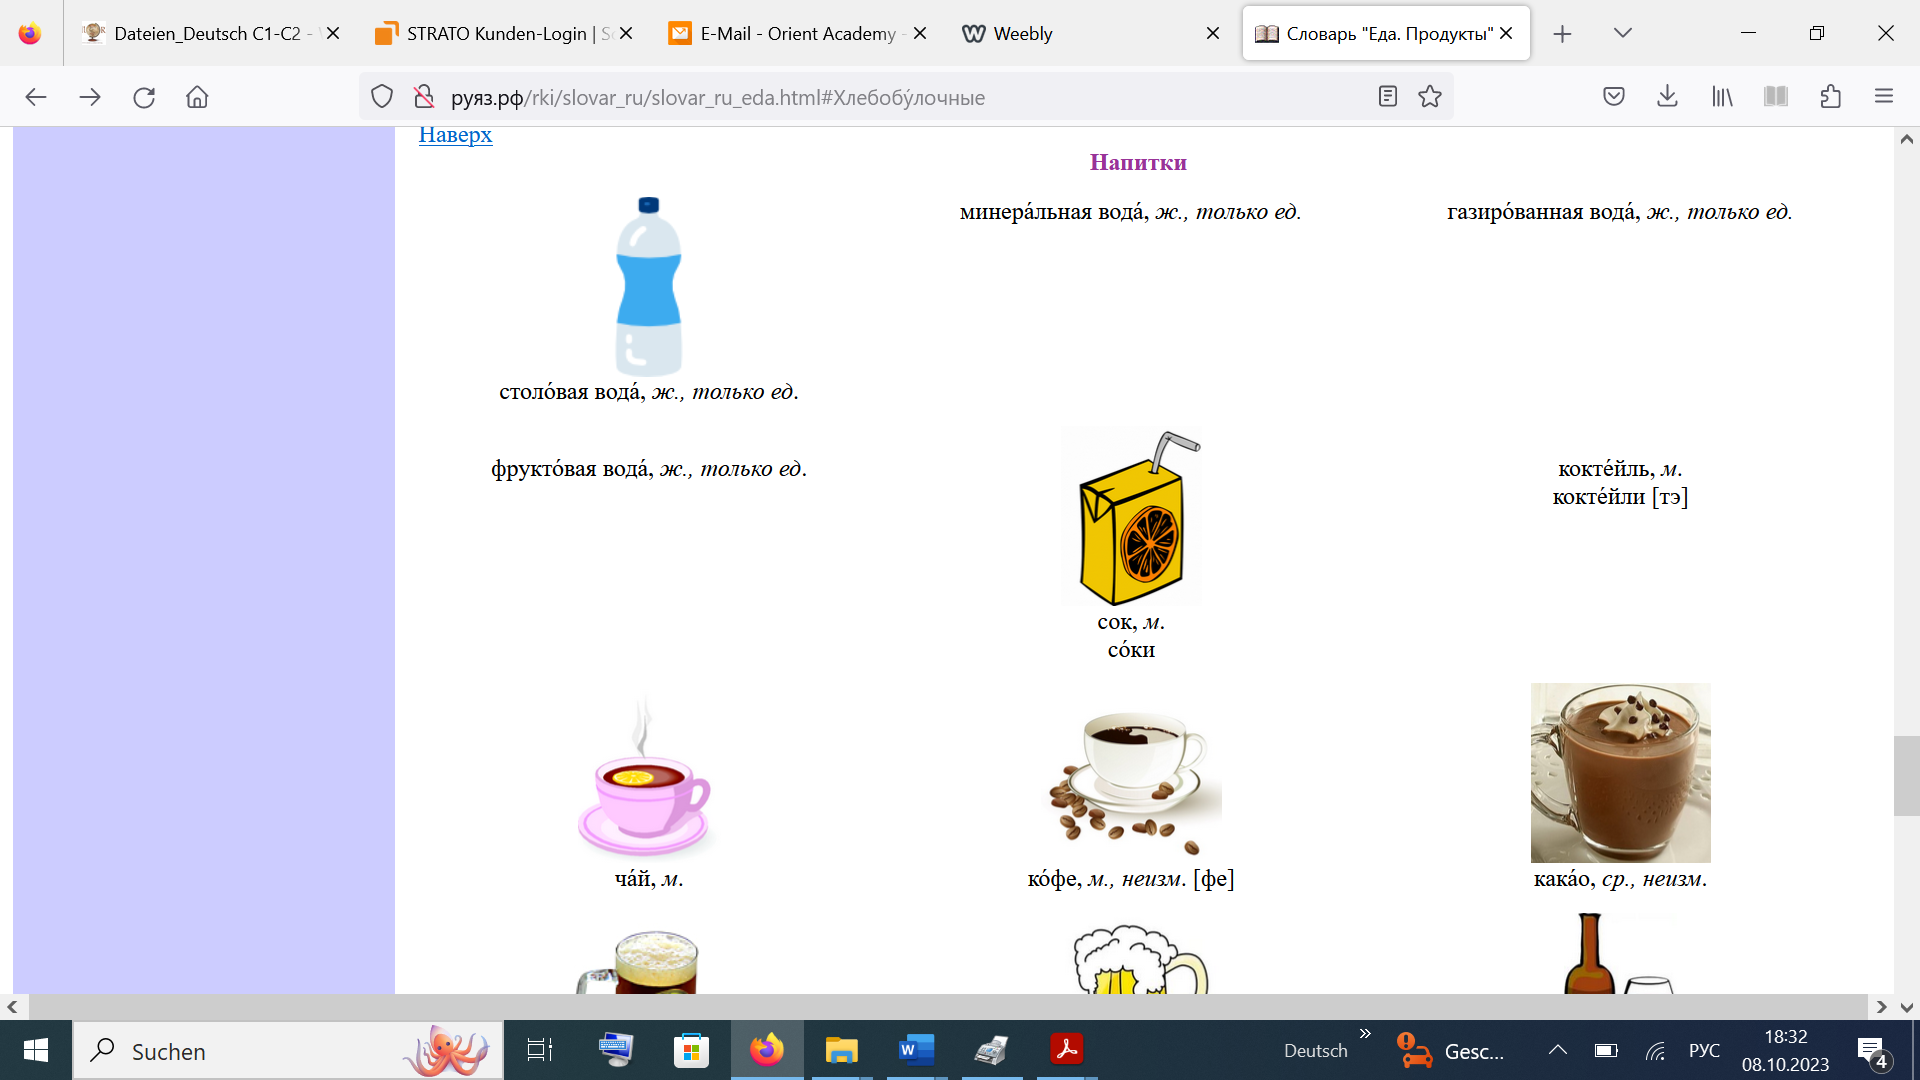 Dateien_Deutsch C1-C2 -
STRATO Kunden-Login |
E-Mail - Orient Academy
Weebly
Словарь "Еда. Продукты"
руяз.рф/rki/slovar_ru/slovar_ru_eda.html#Хлебобу́лочные
Наверх
Напитки
минера́льная вода́, ж., только ед.
газиро́ванная вода́, ж., только ед.
столо́вая вода́, ж., только ед.
фрукто́вая вода́, ж., только ед.
кокте́йль, м.
кокте́йли [тэ]
сок, м.
со́ки
ча́й, м.
ко́фе, м., неизм. [фе]
кака́о, ср., неизм.
Suchen
Deutsch
Gesc...
РУС
18:32
08.10.2023
4